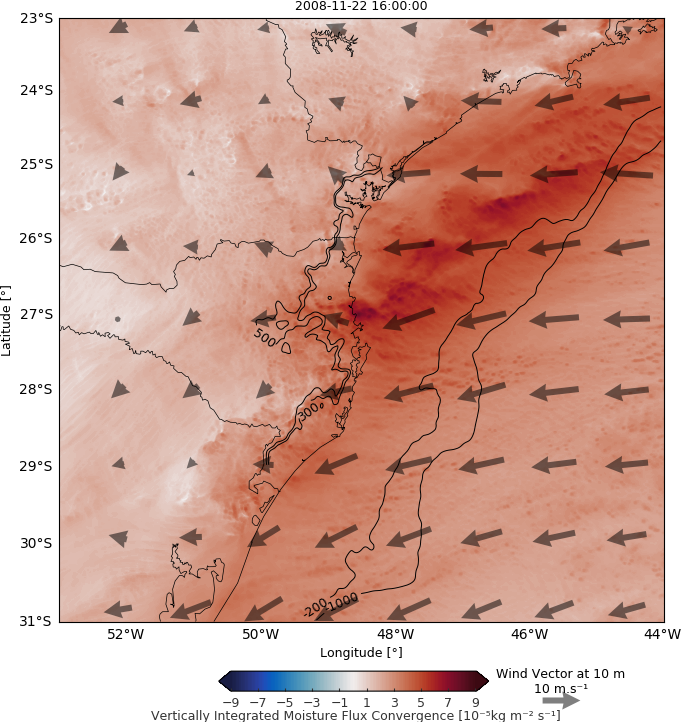 2008-11-22 16:00:00
23°S
24°S
25°S
26°S
27°S
28°S
29°S
30°S
31°S
Latitude [°]
500
300
-200
-1000
52°W 50°W 48°W 46°W 44°W
Longitude [°]
−9 −7 −5 −3 −1 1 3 5 7 9
Vertically Integrated Moisture Flux Convergence [10⁻⁵kg m⁻² s⁻¹]
Wind Vector at 10 m
10 m.s⁻¹